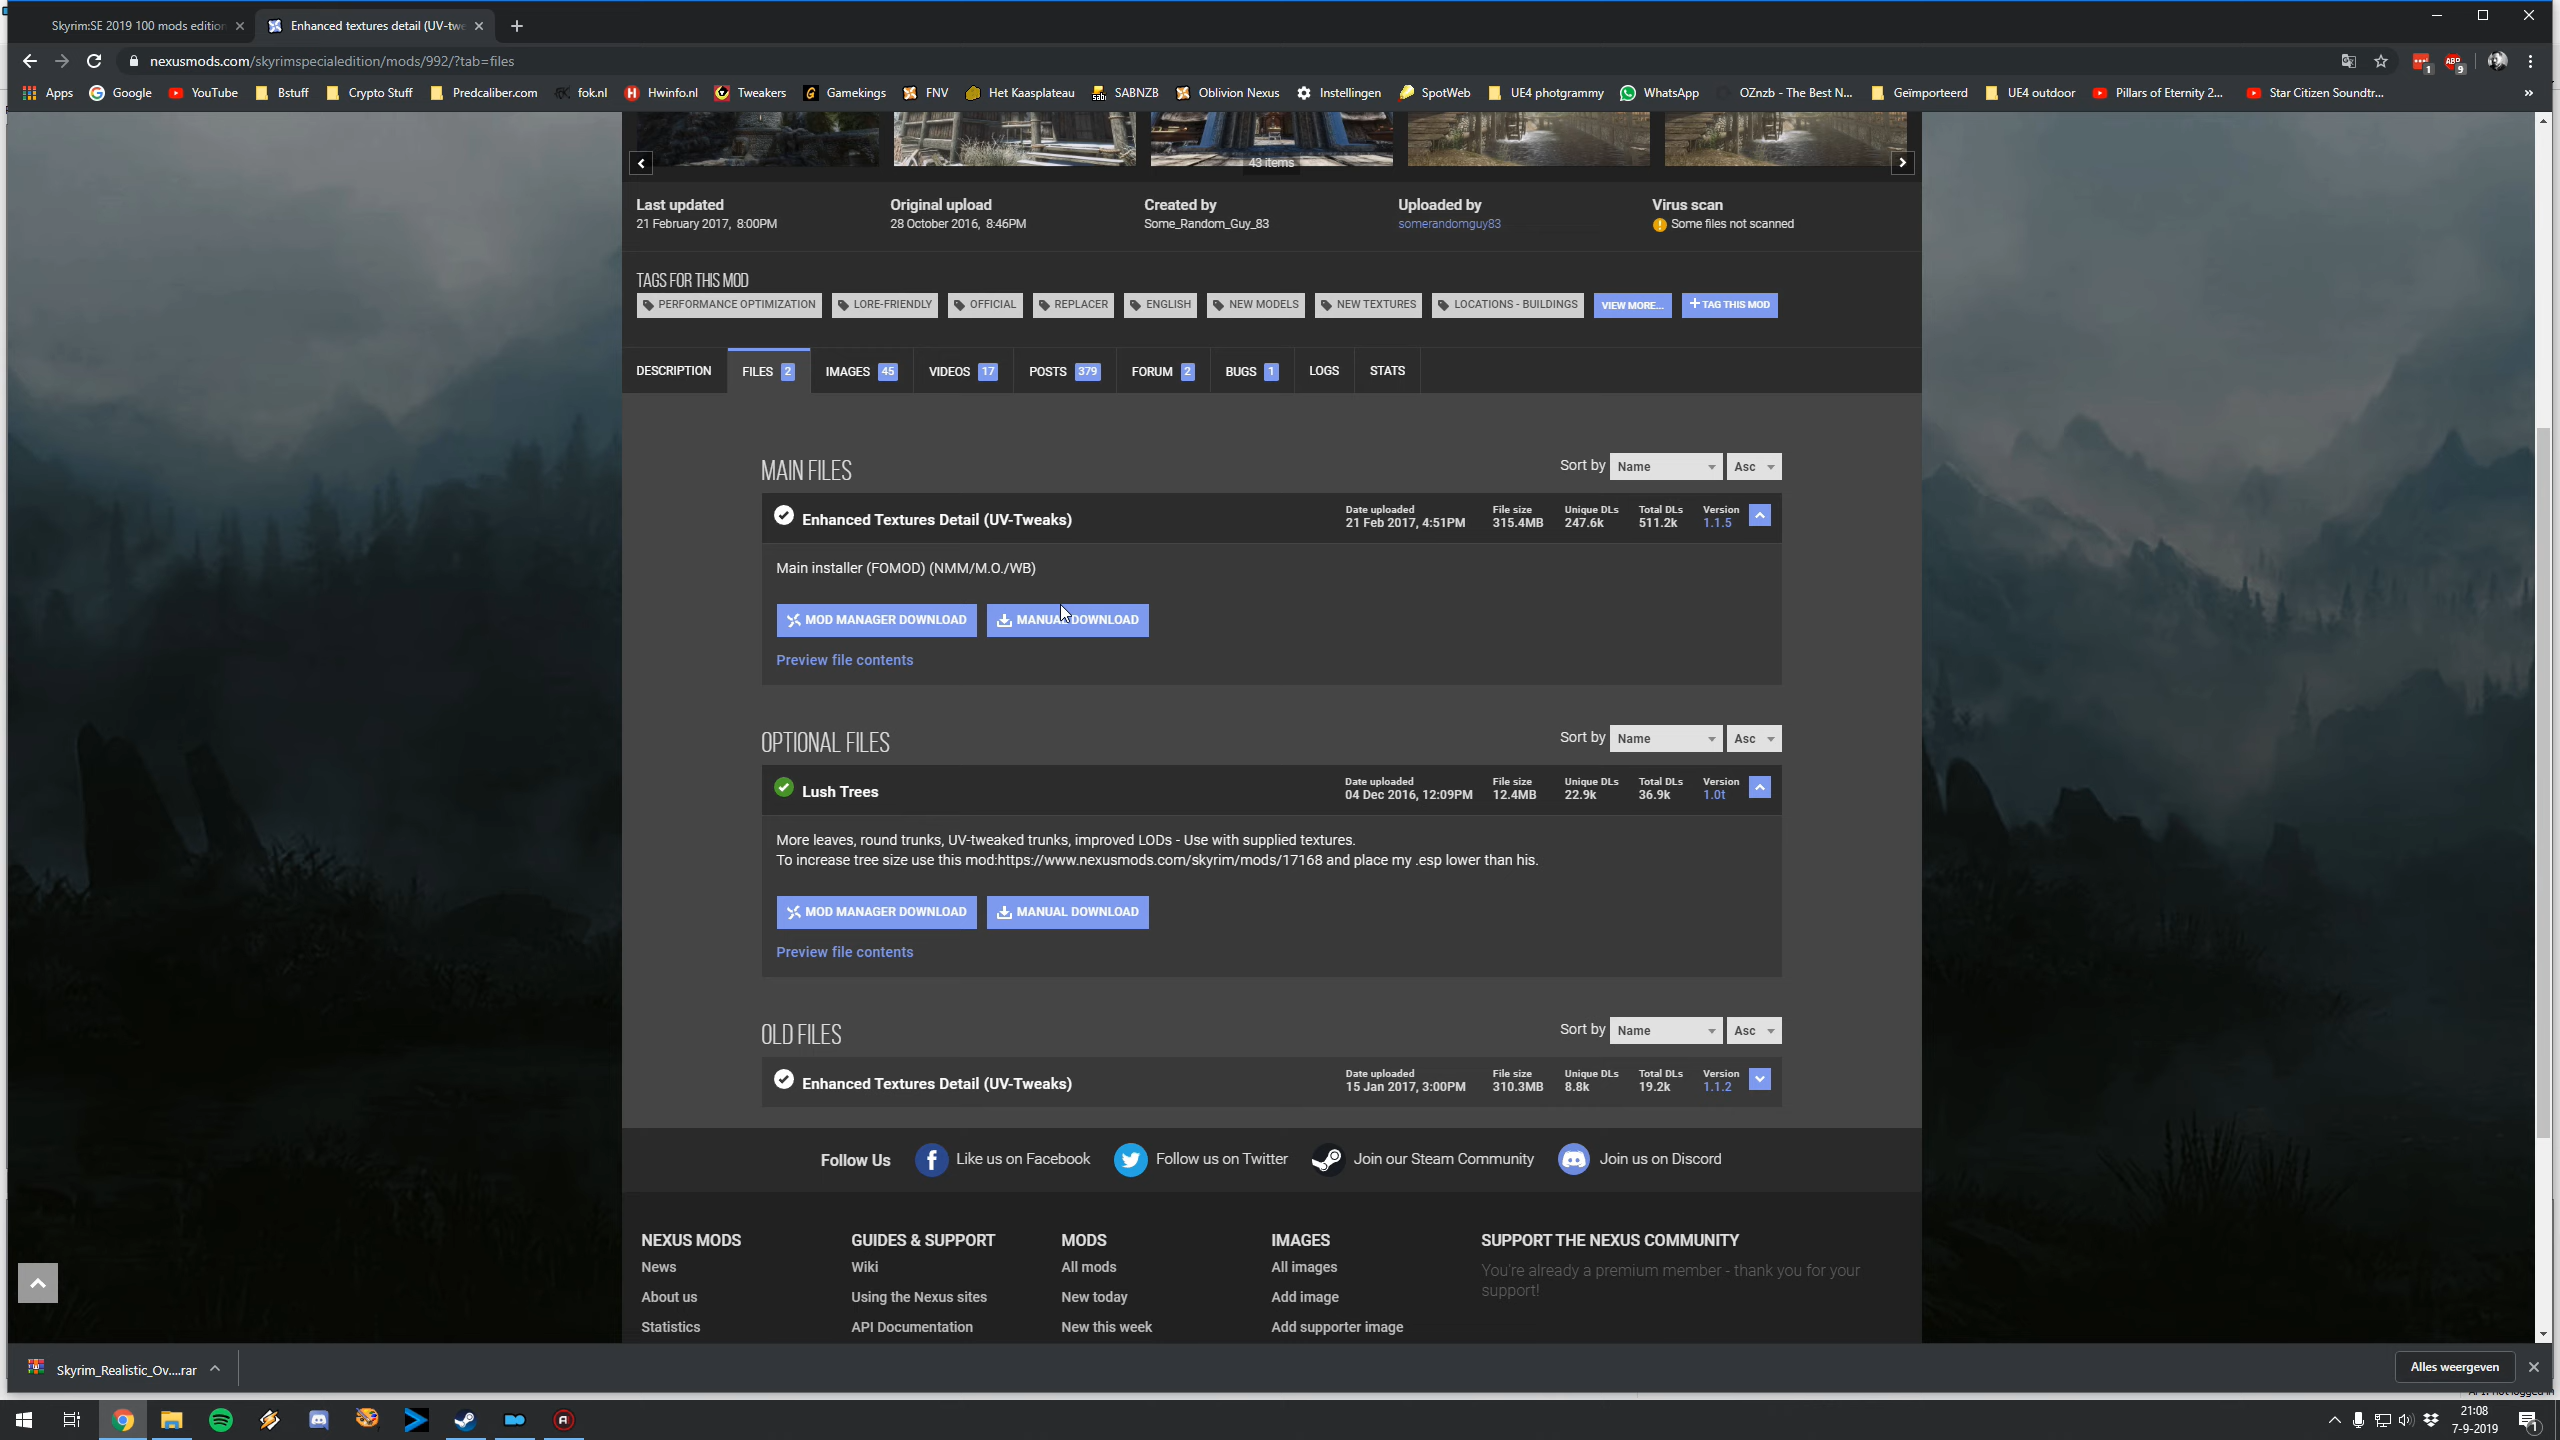 Skyrim:SE 2019 100 mods edition
Enhanced textures detail (UV-twe
nexusmods.com/skyrimspecialedition/mods/992/?tab=files
1
ABP
9
Apps
Google
YouTube
Bstuff
Crypto Stuff
Predcaliber.com
fok.nl
Hwinfo.nl
Tweakers
Gamekings
FNV
Het Kaasplateau
SABNZB
Oblivion Nexus
Instellingen
SpotWeb
UE4 photgrammy
WhatsApp
OZnzb - The Best N...
Geïmporteerd
UE4 outdoor
Pillars of Eternity 2...
Star Citizen Soundtr...
»
43 items
Last updated
21 February 2017, 8:00PM
Original upload
28 October 2016, 8:46PM
Created by
Some_Random_Guy_83
Uploaded by
somerandomguy83
Virus scan
Some files not scanned
TAGS FOR THIS MOD
PERFORMANCE OPTIMIZATION
LORE-FRIENDLY
OFFICIAL
REPLACER
ENGLISH
NEW MODELS
NEW TEXTURES
LOCATIONS - BUILDINGS
VIEW MORE...
+ TAG THIS MOD
DESCRIPTION
FILES 2
IMAGES 45
VIDEOS 17
POSTS 379
FORUM 2
BUGS 1
LOGS
STATS
MAIN FILES
Sort by Name Asc
Enhanced Textures Detail (UV-Tweaks)
Date uploaded
21 Feb 2017, 4:51PM
File size
315.4MB
Unique DLs
247.6k
Total DLs
511.2k
Version
1.1.5
Main installer (FOMOD) (NMM/M.O./WB)
MOD MANAGER DOWNLOAD
MANUAL DOWNLOAD
Preview file contents
OPTIONAL FILES
Sort by Name Asc
Lush Trees
Date uploaded
04 Dec 2016, 12:09PM
File size
12.4MB
Unique DLs
22.9k
Total DLs
36.9k
Version
1.0t
More leaves, round trunks, UV-tweaked trunks, improved LODs - Use with supplied textures.
To increase tree size use this mod:https://www.nexusmods.com/skyrim/mods/17168 and place my .esp lower than his.
MOD MANAGER DOWNLOAD
MANUAL DOWNLOAD
Preview file contents
OLD FILES
Sort by Name Asc
Enhanced Textures Detail (UV-Tweaks)
Date uploaded
15 Jan 2017, 3:00PM
File size
310.3MB
Unique DLs
8.8k
Total DLs
19.2k
Version
1.1.2
Follow Us
Like us on Facebook
Follow us on Twitter
Join our Steam Community
Join us on Discord
NEXUS MODS
News
About us
Statistics
GUIDES & SUPPORT
Wiki
Using the Nexus sites
API Documentation
MODS
All mods
New today
New this week
IMAGES
All images
Add image
Add supporter image
SUPPORT THE NEXUS COMMUNITY
You're already a premium member - thank you for your
support!
Skyrim_Realistic_Ov....rar
Alles weergeven
21:08
7-9-2019
1